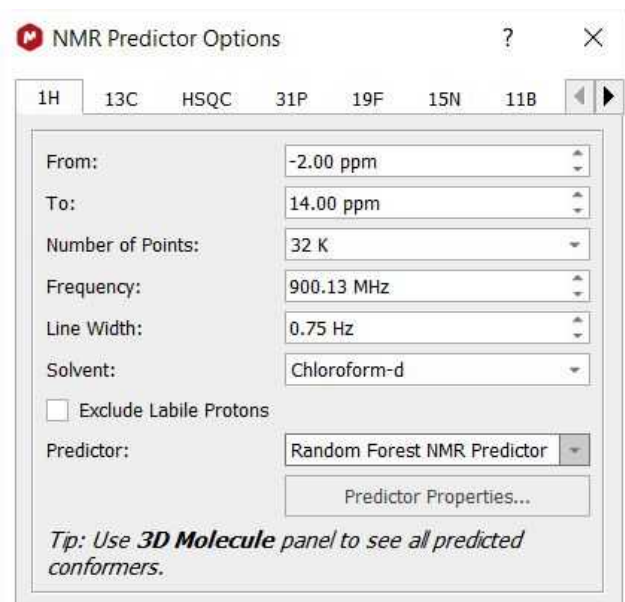 NMR Predictor Options ? ×
1H 13C HSQC 31P 19F 15N 11B
From: -2.00 ppm
To: 14.00 ppm
Number of Points: 32 K
Frequency: 900.13 MHz
Line Width: 0.75 Hz
Solvent: Chloroform-d
Exclude Labile Protons
Predictor: Random Forest NMR Predictor
Predictor Properties...
Tip: Use 3D Molecule panel to see all predicted
conformers.